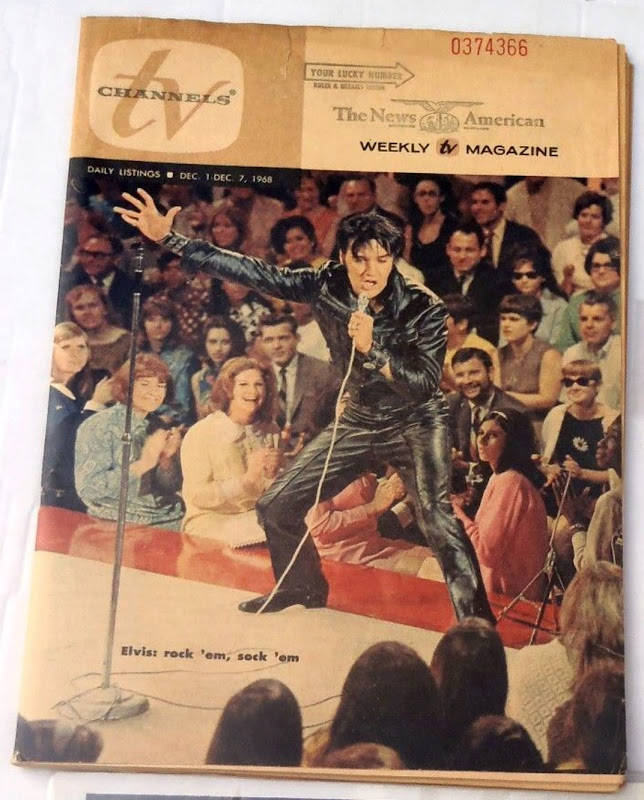 0374366
YOUR LUCKY NUMBER
RULES & DETAILS INSIDE
tv
CHANNELS®
The News American
WEEKLY tv MAGAZINE
DAILY LISTINGS ■ DEC. 1-DEC. 7, 1968
Elvis: rock 'em, sock 'em